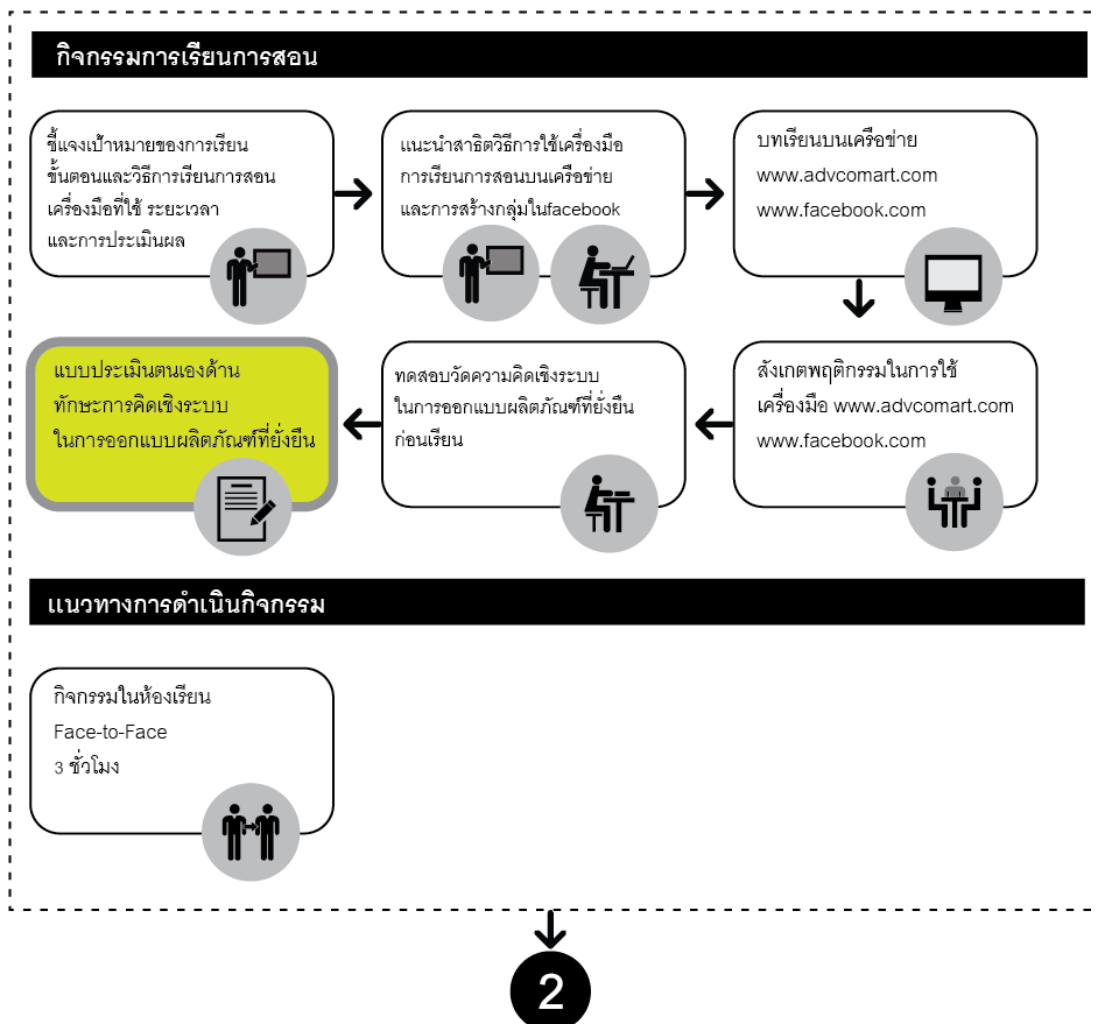 กิจกรรมการเรียนการสอน
ชี้แจงเป้าหมายของการเรียน
ขั้นตอนและวิธีการเรียนการสอน
เครื่องมือที่ใช้ ระยะเวลา
และการประเมินผล
แนะนำสาธิตวิธีการใช้เครื่องมือ
การเรียนการสอนบนเครือข่าย
และการสร้างกลุ่มในfacebook
บทเรียนบนเครือข่าย
www.advcomart.com
www.facebook.com
สังเกตพฤติกรรมในการใช้
เครื่องมือ www.advcomart.com
www.facebook.com
ทดสอบวัดความคิดเชิงระบบ
ในการออกแบบผลิตภัณฑ์ที่ยั่งยืน
ก่อนเรียน
แบบประเมินตนเองด้าน
ทักษะการคิดเชิงระบบ
ในการออกแบบผลิตภัณฑ์ที่ยั่งยืน
แนวทางการดำเนินกิจกรรม
กิจกรรมในห้องเรียน
Face-to-Face
3 ชั่วโมง
2